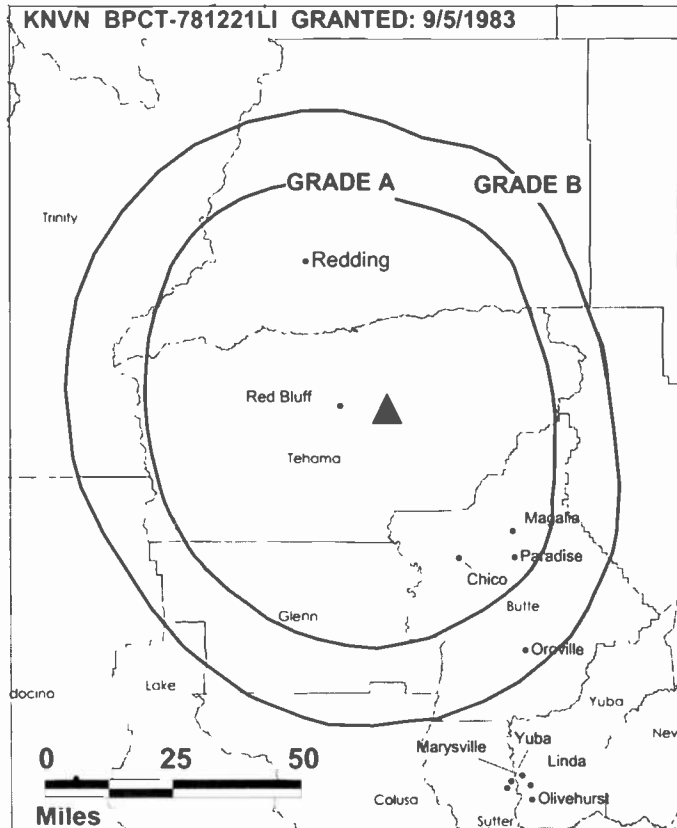 KNVN BPCT-781221LI GRANTED: 9/5/1983
GRADE A
GRADE B
Trinity
Redding
Red Bluff
Tehama
Magalia
Paradise
Chico
Butte
Glenn
Oroville
Lake
docino
Yuba
Nev
Yuba
Marysville
Linda
0 25 50
Miles
Colusa
Olivehurst
Sutter